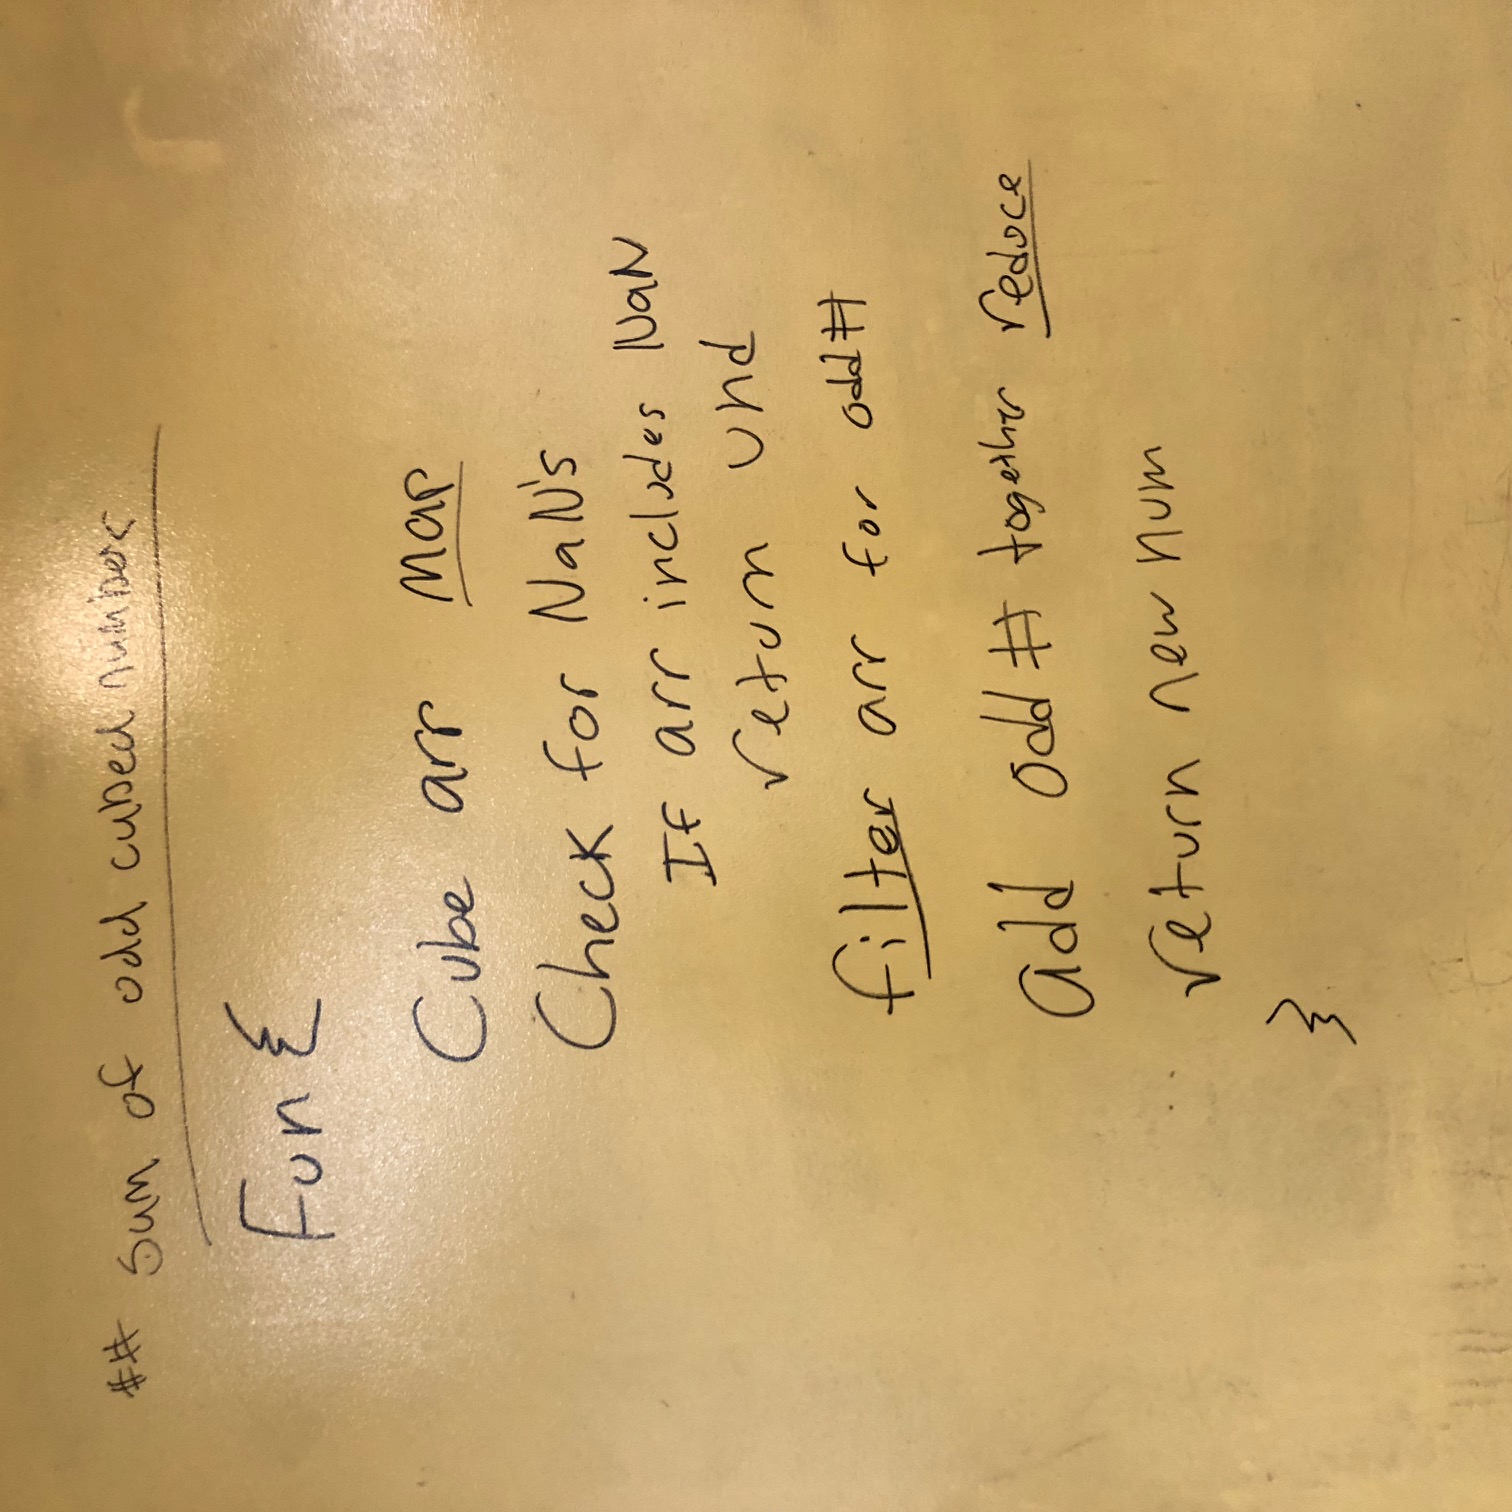 ## sum of odd cubed numbers
Fun {
Cube arr map
Check for NaN's
If arr includes NaN
return und
filter arr for odd #
add odd # together reduce
return new num
}